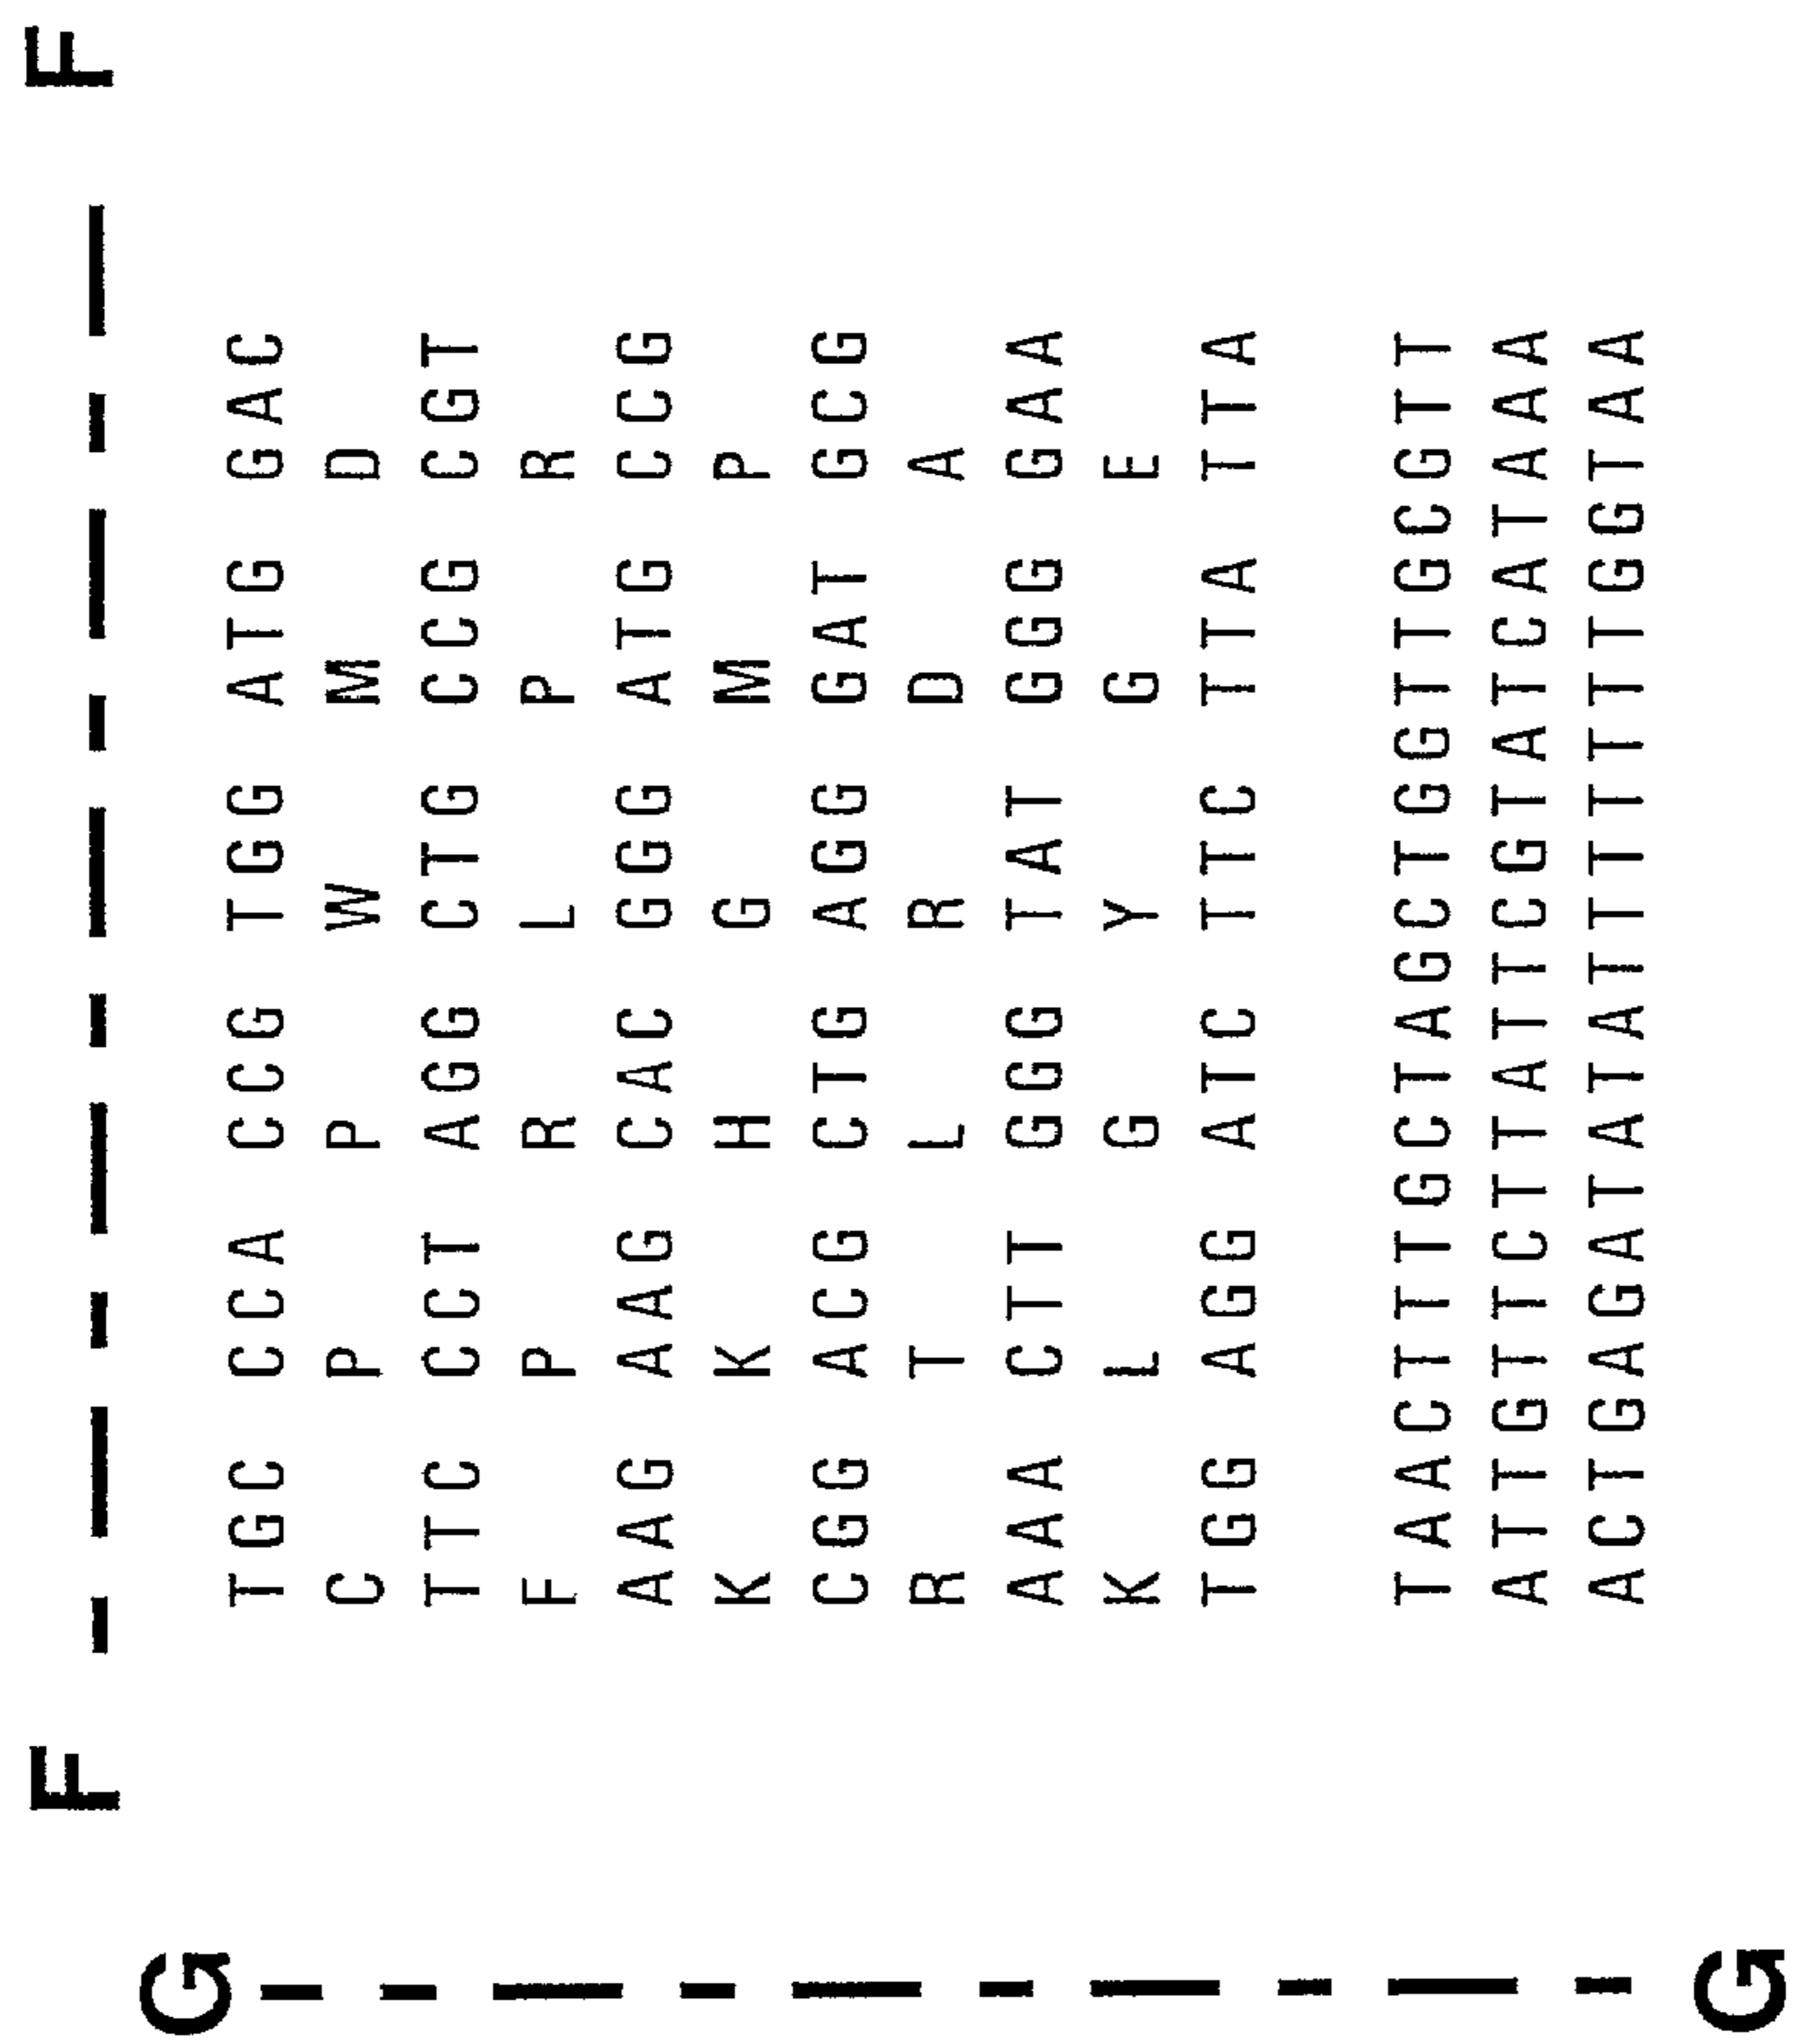 F F
G
TGC CCA CCG TGG ATG GAC
C P P W M D
TTC CCT AGG CTG CCG CGT
F P R L P R
AAG AAG CAC GGG ATG CCG
K K H G M P
CGG ACG CTG AGG GAT GCG
R T L R D A
AAA CTT GGG TAT GGG GAA
K L G Y G E
TGG AGG ATC TTC TTA TTA
TAACTTTGCTAGCTGGTTGCGTT
ATTGTTCTTATTCGTATCATAAA
ACTGAGATATATTTTTTTGGTAA
G